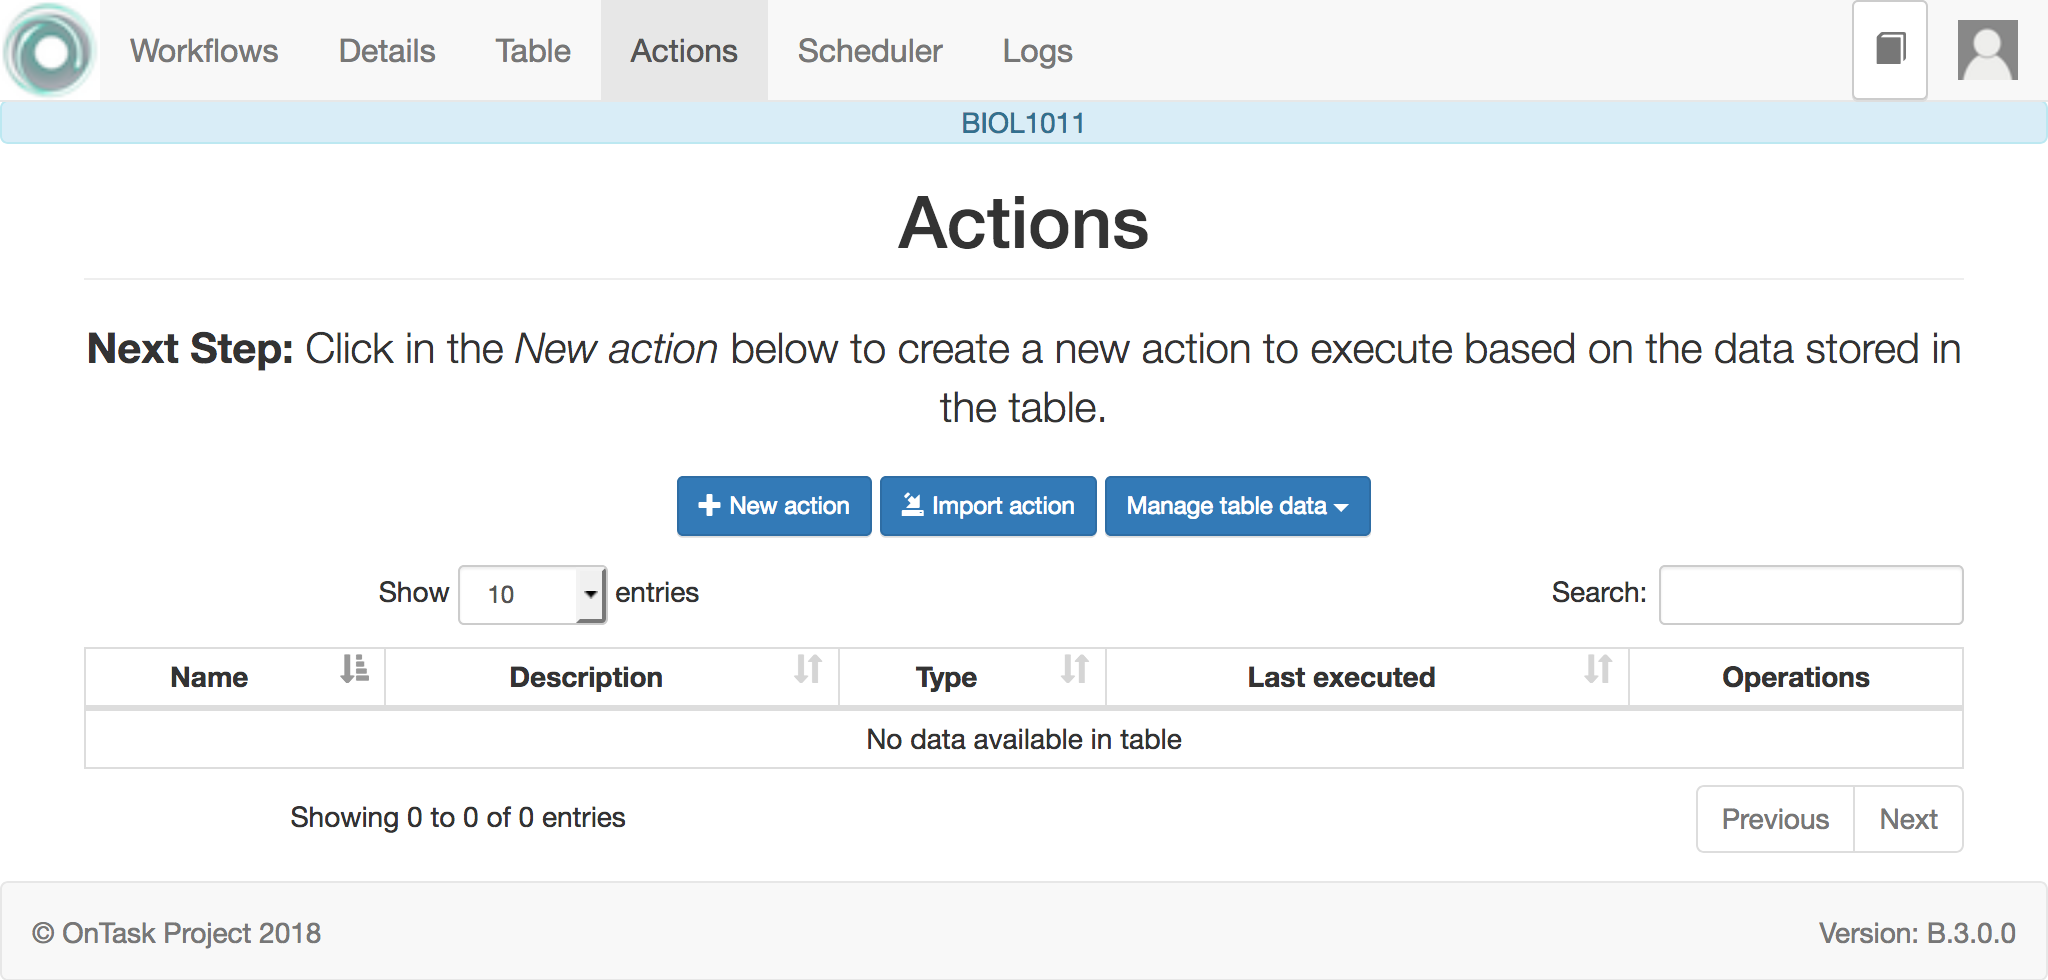 Workflows Details Table Actions Scheduler Logs
BIOL1011
Actions
Next Step: Click in the New action below to create a new action to execute based on the data stored in
the table.
New action Import action Manage table data
Show 10 entries Search:
Name Description Type Last executed Operations
No data available in table
Showing 0 to 0 of 0 entries Previous Next
© OnTask Project 2018 Version: B.3.0.0